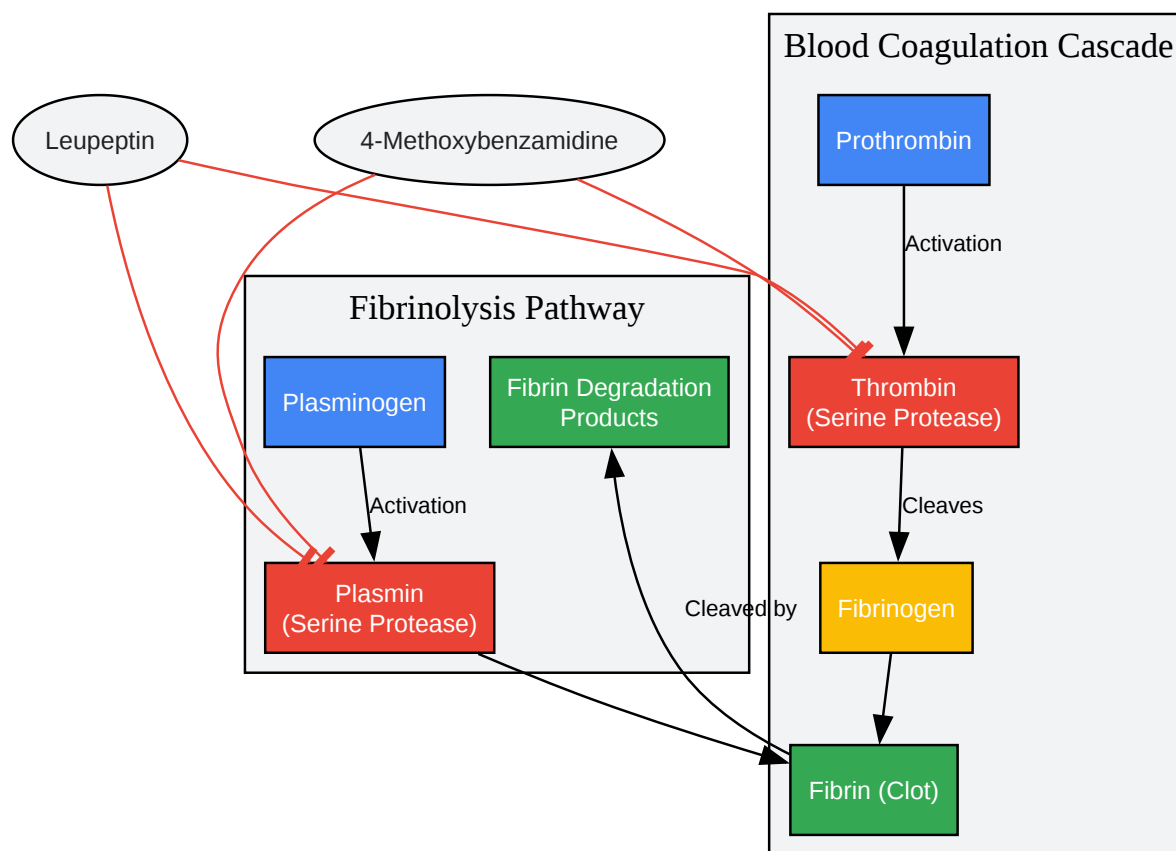 Blood Coagulation Cascade
Leupeptin
4-Methoxybenzamidine
Prothrombin
Activation
Fibrinolysis Pathway
Plasminogen
Fibrin Degradation
Products
Thrombin
(Serine Protease)
Activation
Cleaves
Plasmin
(Serine Protease)
Cleaved by
Fibrinogen
Fibrin (Clot)